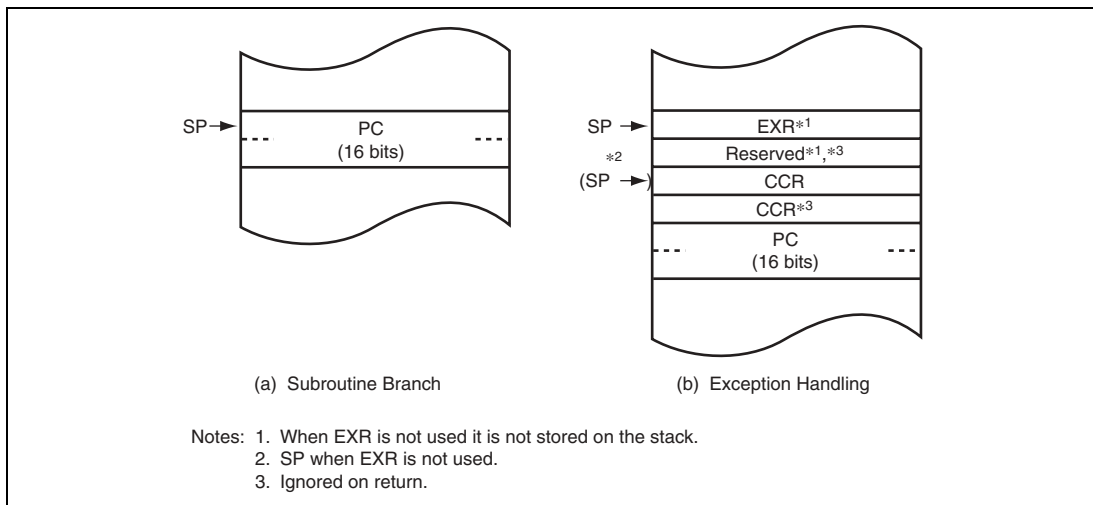 SP
PC
(16 bits)
(a) Subroutine Branch
SP
EXR*1
Reserved*1,*3
*2
(SP )
CCR
CCR*3
PC
(16 bits)
(b) Exception Handling
Notes: 1. When EXR is not used it is not stored on the stack.
2. SP when EXR is not used.
3. Ignored on return.